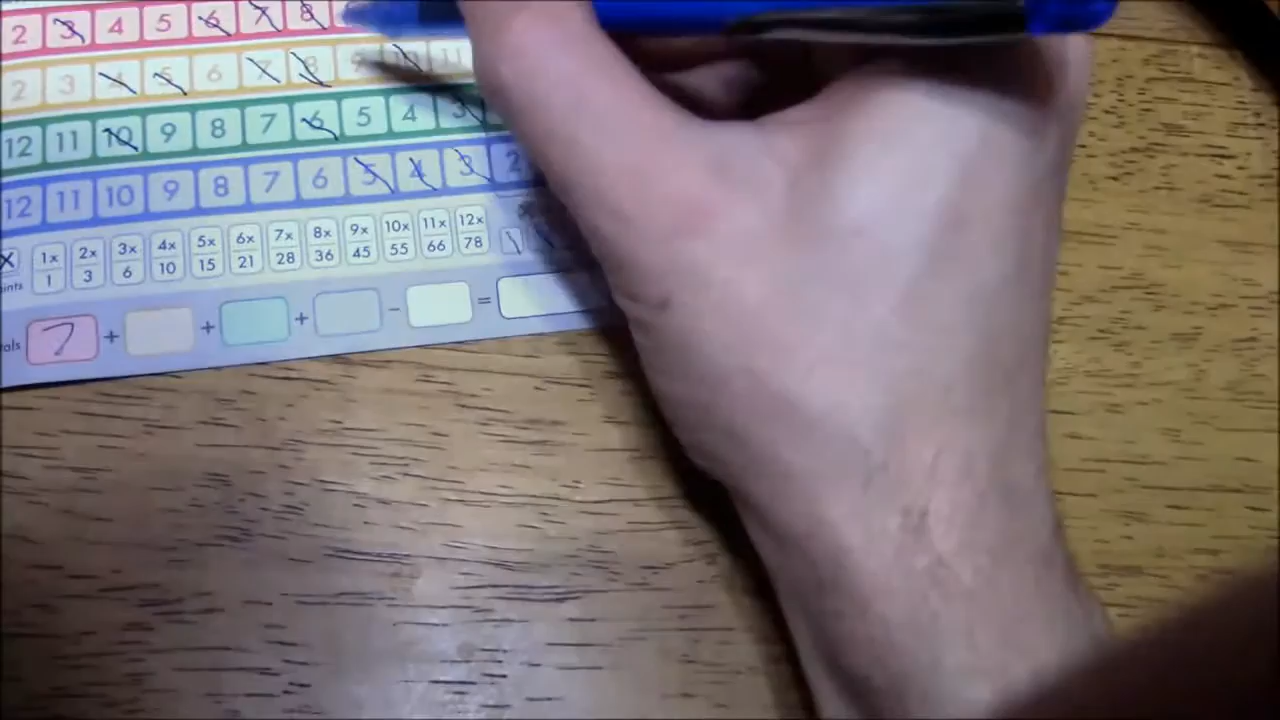 2 3 4 5 6 7 8
2 3 4 5 6 7 8 9 10 11
12 11 10 9 8 7 6 5 4 3
12 11 10 9 8 7 6 5 4 3 2
X 1x 2x 3x 4x 5x 6x 7x 8x 9x 10x 11x 12x
1 3 6 10 15 21 28 36 45 55 66 78
7 + + + - =